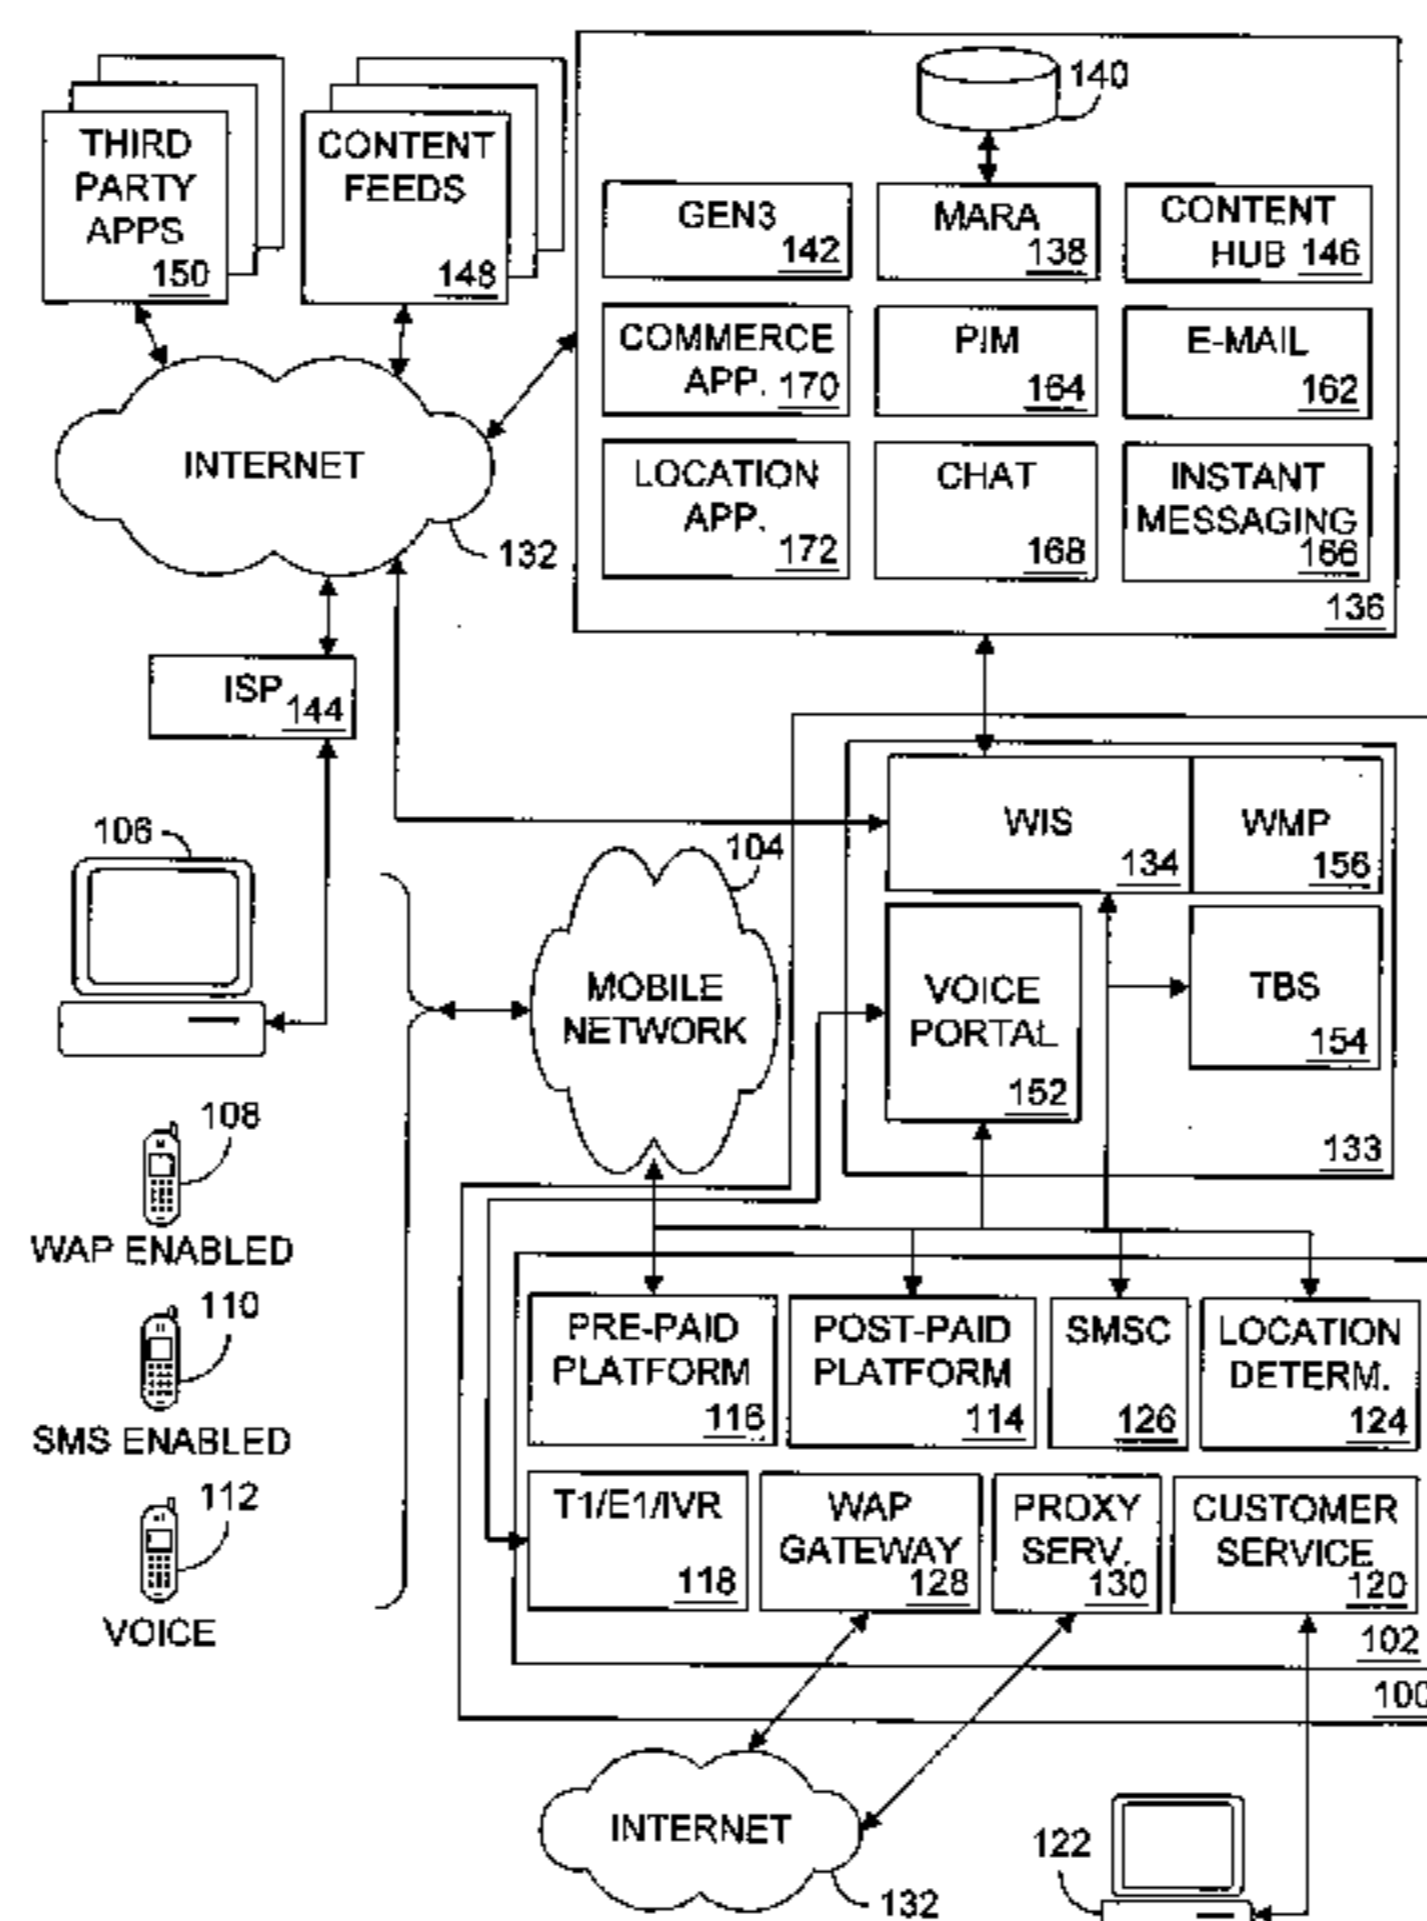 THIRD
PARTY
APPS
150
CONTENT
FEEDS
148
140
GEN3
142
MARA
138
CONTENT
HUB 146
COMMERCE
APP. 170
PIM
164
E-MAIL
162
LOCATION
APP.
172
CHAT
168
INSTANT
MESSAGING
166
136
INTERNET
132
ISP
144
WIS
134
WMP
156
106
104
MOBILE
NETWORK
VOICE
PORTAL
152
TBS
154
133
108
WAP ENABLED
110
SMS ENABLED
112
VOICE
PRE-PAID
PLATFORM
116
POST-PAID
PLATFORM
114
SMSC
126
LOCATION
DETERM.
124
T1/E1/IVR
118
WAP
GATEWAY
128
PROXY
SERV.
130
CUSTOMER
SERVICE
120
102
100
INTERNET
132
122